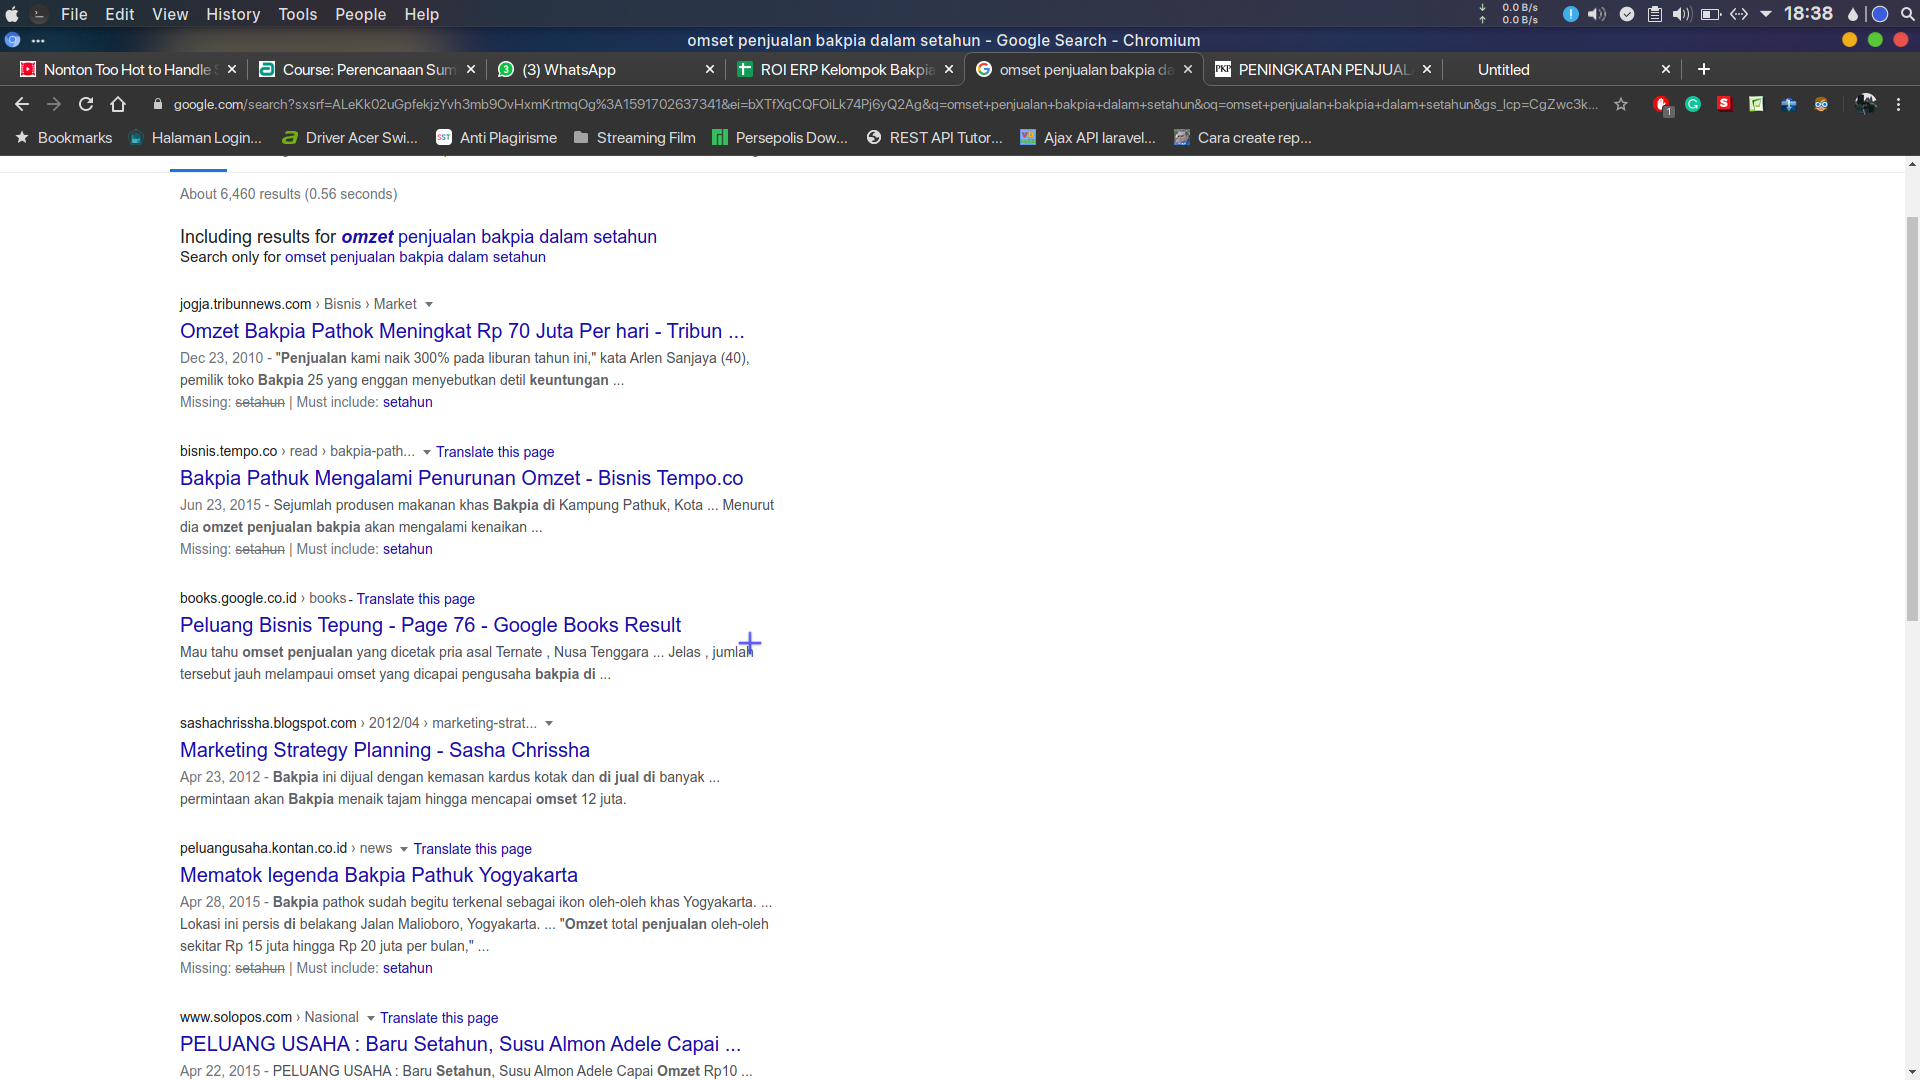 File Edit View History Tools People Help
0.0 B/s
0.0 B/s
18:38
omset penjualan bakpia dalam setahun - Google Search - Chromium
Nonton Too Hot to Handle
Course: Perencanaan Sum
(3) WhatsApp
ROI ERP Kelompok Bakpia
omset penjualan bakpia da
PKP PENINGKATAN PENJUAL
Untitled
google.com/search?sxsrf=ALeKk02uGpfekjzYvh3mb9OvHxmKrtmqOg%3A1591702637341&ei=bXTfXqCQFOiLk74Pj6yQ2Ag&q=omset+penjualan+bakpia+dalam+setahun&oq=omset+penjualan+bakpia+dalam+setahun&gs_lcp=CgZwc3k...
1
Bookmarks Halaman Login... Driver Acer Swi... SST Anti Plagirisme Streaming Film Persepolis Dow... REST API Tutor... Ajax API laravel... Cara create rep...
About 6,460 results (0.56 seconds)
Including results for omzet penjualan bakpia dalam setahun
Search only for omset penjualan bakpia dalam setahun
jogja.tribunnews.com › Bisnis › Market
Omzet Bakpia Pathok Meningkat Rp 70 Juta Per hari - Tribun ...
Dec 23, 2010 - "Penjualan kami naik 300% pada liburan tahun ini," kata Arlen Sanjaya (40),
pemilik toko Bakpia 25 yang enggan menyebutkan detil keuntungan ...
Missing: setahun | Must include: setahun
bisnis.tempo.co › read › bakpia-path... Translate this page
Bakpia Pathuk Mengalami Penurunan Omzet - Bisnis Tempo.co
Jun 23, 2015 - Sejumlah produsen makanan khas Bakpia di Kampung Pathuk, Kota ... Menurut
dia omzet penjualan bakpia akan mengalami kenaikan ...
Missing: setahun | Must include: setahun
books.google.co.id › books - Translate this page
Peluang Bisnis Tepung - Page 76 - Google Books Result
Mau tahu omset penjualan yang dicetak pria asal Ternate , Nusa Tenggara ... Jelas , jumlah
tersebut jauh melampaui omset yang dicapai pengusaha bakpia di ...
sashachrissha.blogspot.com › 2012/04 › marketing-strat...
Marketing Strategy Planning - Sasha Chrissha
Apr 23, 2012 - Bakpia ini dijual dengan kemasan kardus kotak dan di jual di banyak ...
permintaan akan Bakpia menaik tajam hingga mencapai omset 12 juta.
peluangusaha.kontan.co.id › news Translate this page
Mematok legenda Bakpia Pathuk Yogyakarta
Apr 28, 2015 - Bakpia pathok sudah begitu terkenal sebagai ikon oleh-oleh khas Yogyakarta. ...
Lokasi ini persis di belakang Jalan Malioboro, Yogyakarta. ... "Omzet total penjualan oleh-oleh
sekitar Rp 15 juta hingga Rp 20 juta per bulan," ...
Missing: setahun | Must include: setahun
www.solopos.com › Nasional Translate this page
PELUANG USAHA : Baru Setahun, Susu Almon Adele Capai ...
Apr 22, 2015 - PELUANG USAHA : Baru Setahun, Susu Almon Adele Capai Omzet Rp10 ...